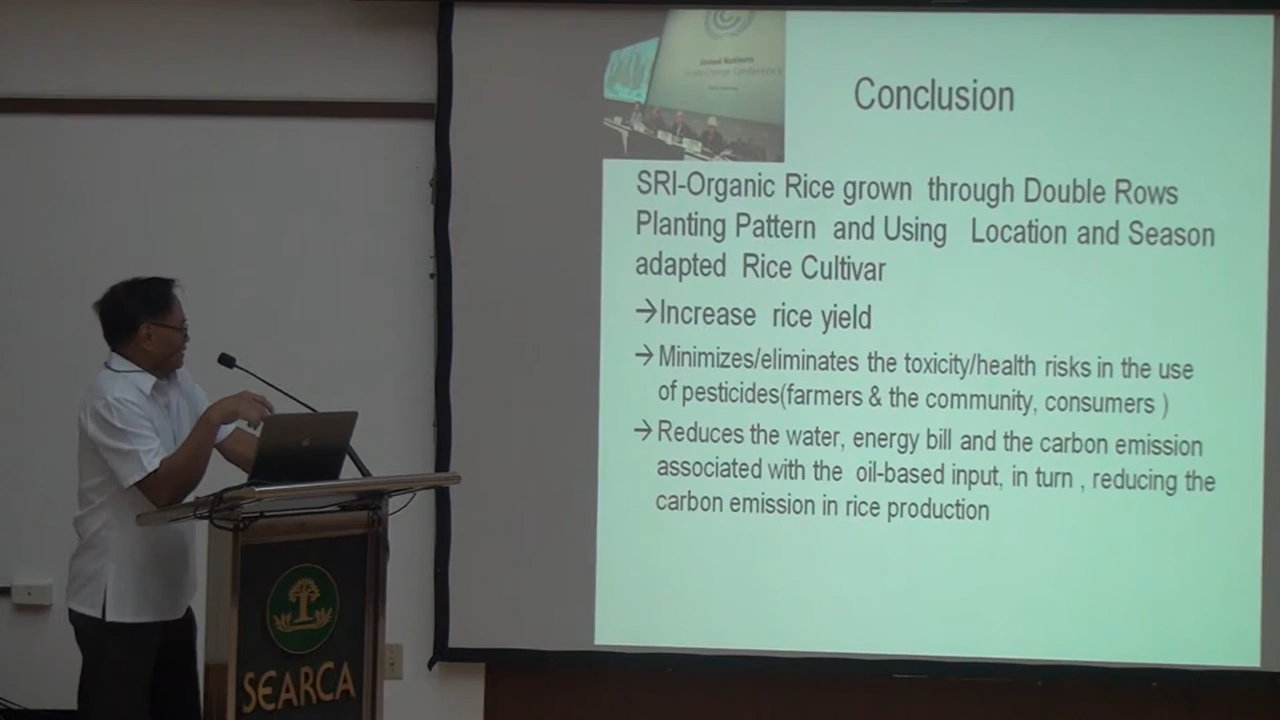 United Nations
Conclusion
SRI-Organic Rice grown through Double Rows
Planting Pattern and Using Location and Season
adapted Rice Cultivar
→Increase rice yield
→Minimizes/eliminates the toxicity/health risks in the use
of pesticides(farmers & the community, consumers )
→Reduces the water, energy bill and the carbon emission
associated with the oil-based input, in turn , reducing the
carbon emission in rice production
SEARCA